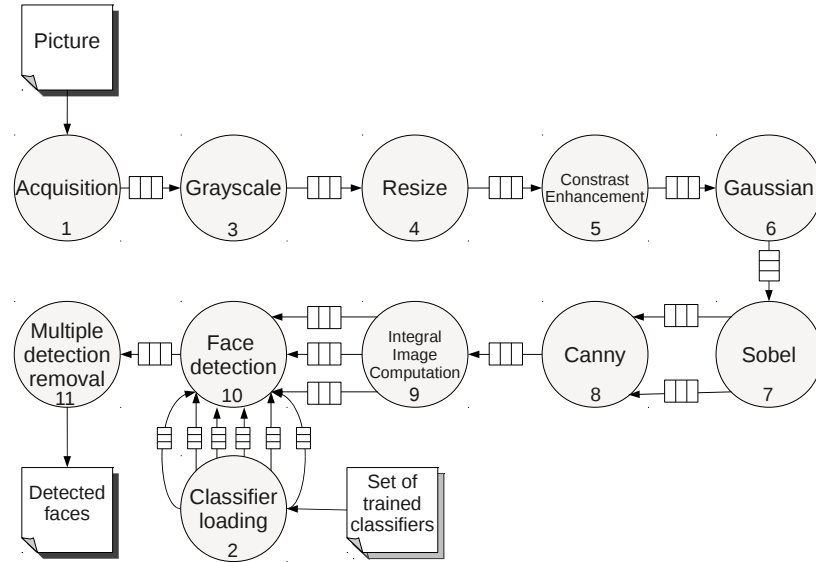 Picture
Acquisition
1
Grayscale
3
Resize
4
Constrast
Enhancement
5
Gaussian
6
Multiple
detection
removal
11
Face
detection
10
Integral
Image
Computation
9
Canny
8
Sobel
7
Detected
faces
Classifier
loading
2
Set of
trained
classifiers